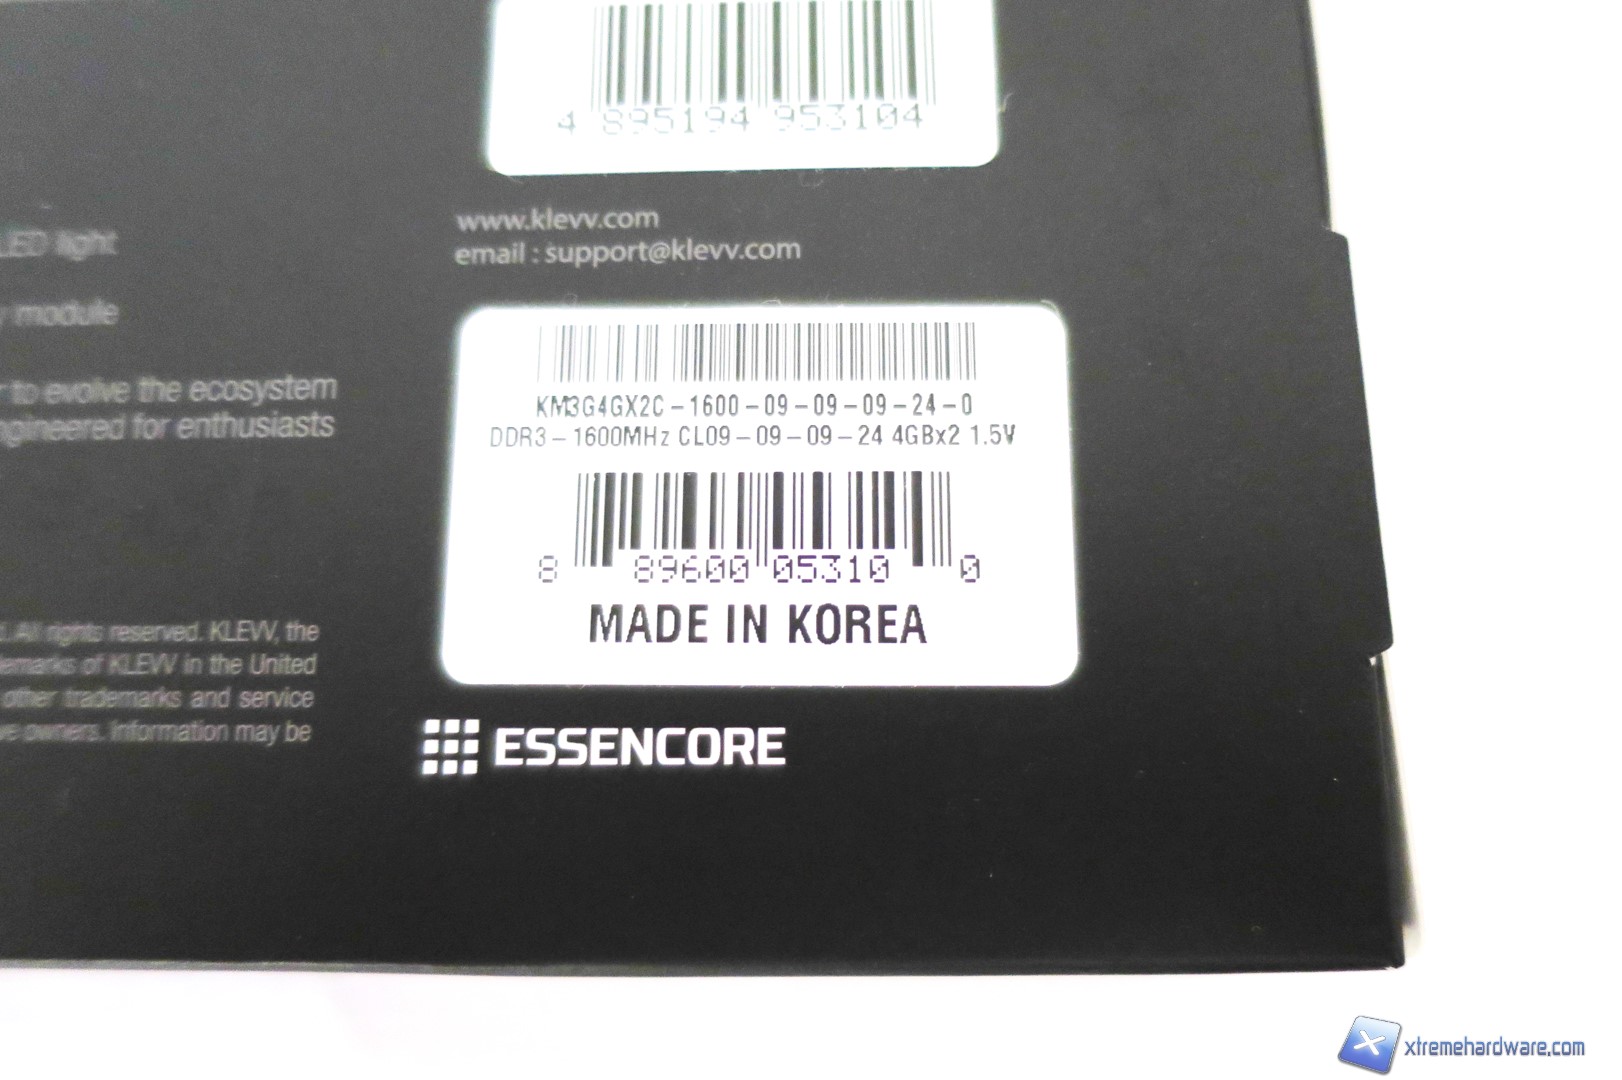 4 895194 953104
www.klevv.com
email : support@klevv.com
LED light
module
to evolve the ecosystem
engineered for enthusiasts
KM3G4GX2C-1600-09-09-09-24-0
DDR3-1600MHz CL09-09-09-24 4GBx2 1.5V
8 89600 05310 0
MADE IN KOREA
All rights reserved. KLEVV, the
of KLEVV in the United
other trademarks and service
owners. Information may be
ESSENCORE
xtremehardware.com